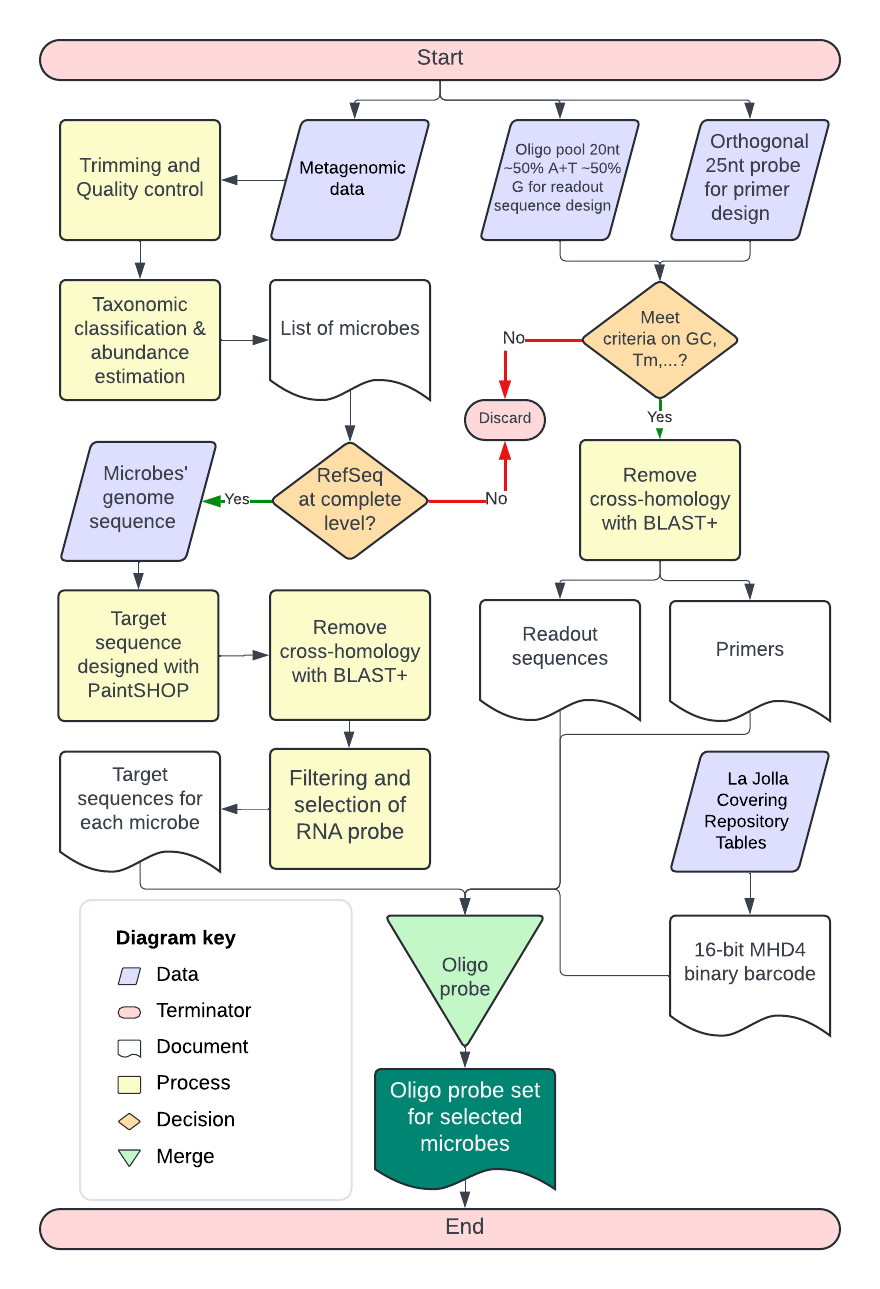 Start
Trimming and
Quality control
Metagenomic
data
Oligo pool 20nt
~50% A+T ~50%
G for readout
sequence design
Orthogonal
25nt probe
for primer
design
Taxonomic
classification &
abundance
estimation
List of microbes
No
Meet
criteria on GC,
Tm,...?
Discard
Yes
Microbes'
genome
sequence
Yes
RefSeq
at complete
level?
No
Remove
cross-homology
with BLAST+
Target
sequence
designed with
PaintSHOP
Remove
cross-homology
with BLAST+
Readout
sequences
Primers
Target
sequences for
each microbe
Filtering and
selection of
RNA probe
La Jolla
Covering
Repository
Tables
Oligo
probe
16-bit MHD4
binary barcode
Diagram key
Data
Terminator
Document
Process
Decision
Merge
Oligo probe set
for selected
microbes
End